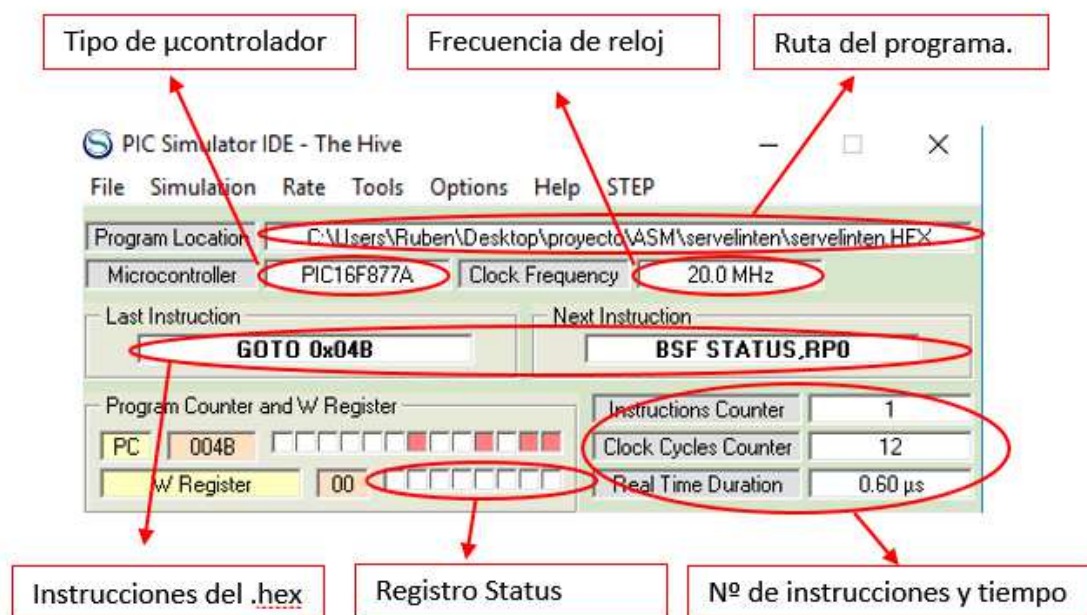 Tipo de µcontrolador
Frecuencia de reloj
Ruta del programa.
PIC Simulator IDE - The Hive
File Simulation Rate Tools Options Help STEP
Program Location C:\Users\Ruben\Desktop\proyecto\ASM\servelinten\servelinten.HEX
Microcontroller PIC16F877A Clock Frequency 20.0 MHz
Last Instruction Next Instruction
GOTO 0x04B BSF STATUS,RP0
Program Counter and W Register Instructions Counter 1
PC 004B Clock Cycles Counter 12
W Register 00 Real Time Duration 0.60 µs
Instrucciones del .hex
Registro Status
Nº de instrucciones y tiempo